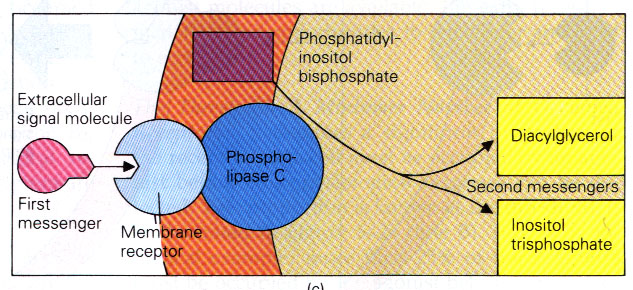 Phosphatidyl-
inositol
bisphosphate
Extracellular
signal molecule
Diacylglycerol
Phospho-
lipase C
Second messengers
First
messenger
Membrane
receptor
Inositol
trisphosphate
(c)